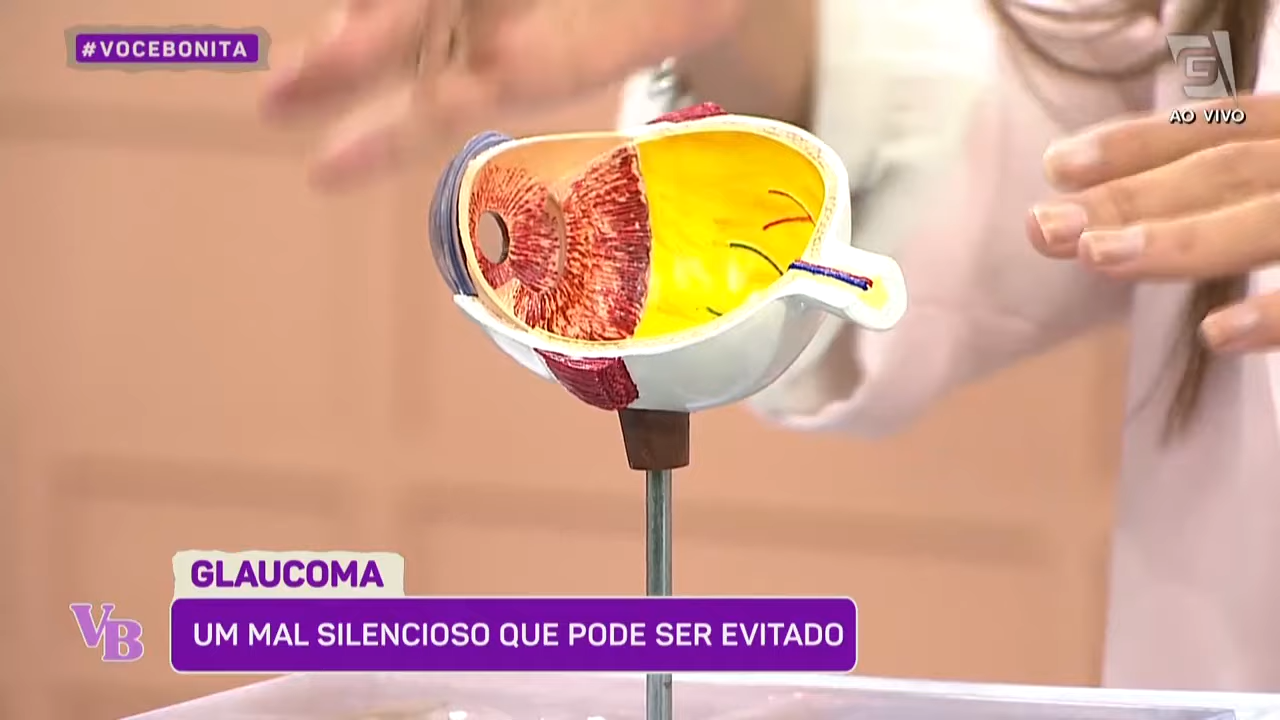 #VOCEBONITA
G
AO VIVO
GLAUCOMA
VB
UM MAL SILENCIOSO QUE PODE SER EVITADO